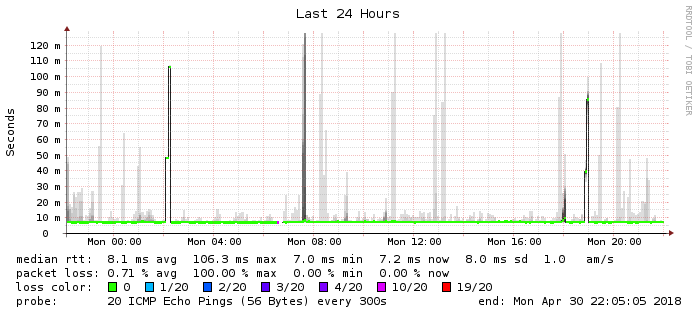 Last 24 Hours
RRDTOOL / TOBI OETIKER
Seconds
120 m
110 m
100 m
90 m
80 m
70 m
60 m
50 m
40 m
30 m
20 m
10 m
0
Mon 00:00 Mon 04:00 Mon 08:00 Mon 12:00 Mon 16:00 Mon 20:00
median rtt: 8.1 ms avg 106.3 ms max 7.0 ms min 7.2 ms now 8.0 ms sd 1.0 am/s
packet loss: 0.71 % avg 100.00 % max 0.00 % min 0.00 % now
loss color: 0 1/20 2/20 3/20 4/20 10/20 19/20
probe: 20 ICMP Echo Pings (56 Bytes) every 300s end: Mon Apr 30 22:05:05 2018